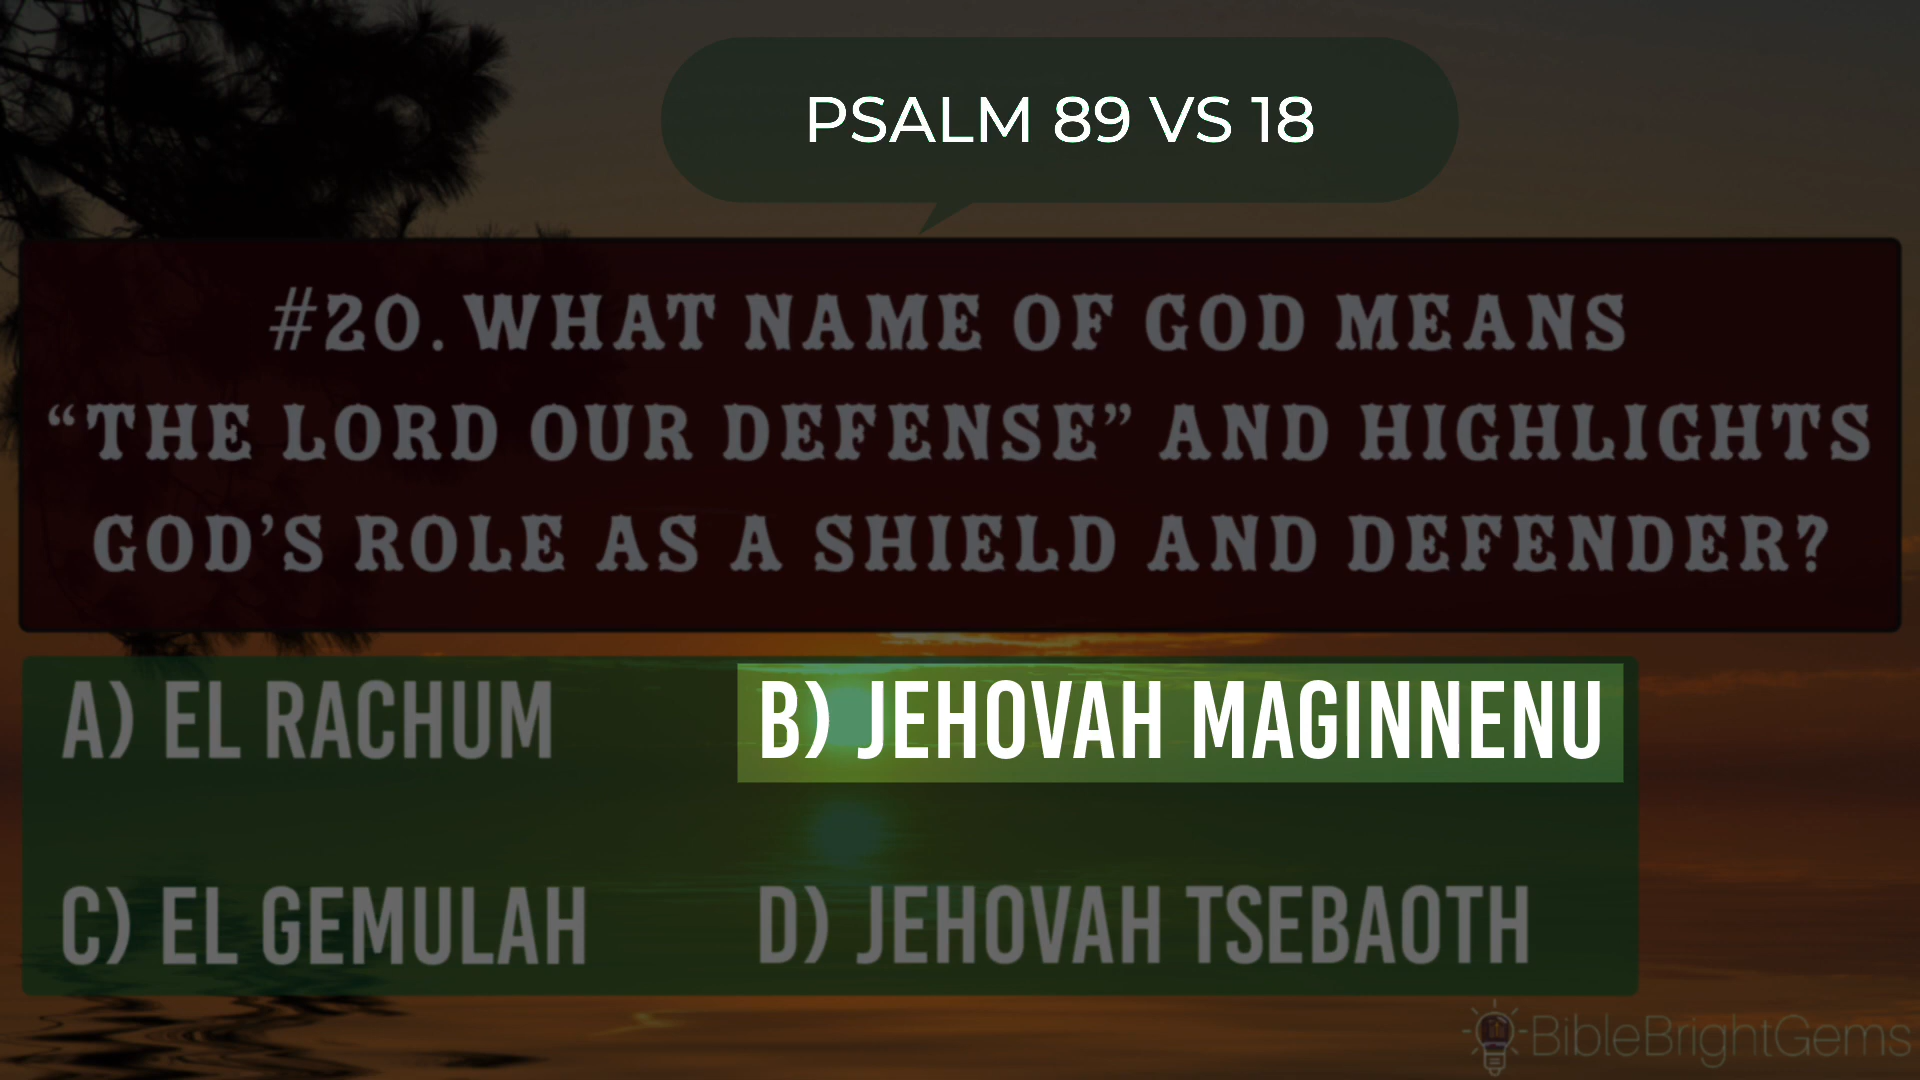 PSALM 89 VS 18
#20. WHAT NAME OF GOD MEANS
“THE LORD OUR DEFENSE” AND HIGHLIGHTS
GOD’S ROLE AS A SHIELD AND DEFENDER?
A) EL RACHUM
B) JEHOVAH MAGINNENU
C) EL GEMULAH
D) JEHOVAH TSEBAOTH
BibleBrightGems